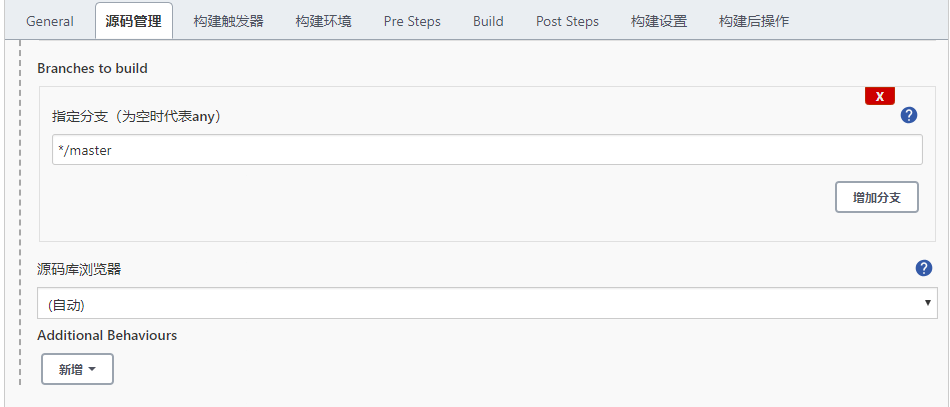 General 源码管理 构建触发器 构建环境 Pre Steps Build Post Steps 构建设置 构建后操作
Branches to build
X
指定分支（为空时代表any）
?
*/master
增加分支
源码库浏览器
?
(自动)
Additional Behaviours
新增